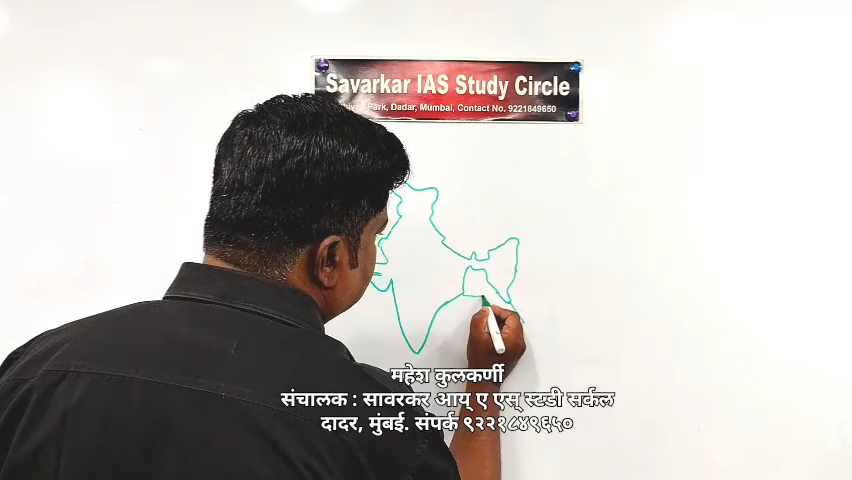 Savarkar IAS Study Circle
Park, Dadar, Mumbai, Contact No. 9221849650
महेश कुलकर्णी
संचालक : सावरकर आय् ए एस् स्टडी सर्कल
दादर, मुंबई. संपर्क ९२२१८४९६५०